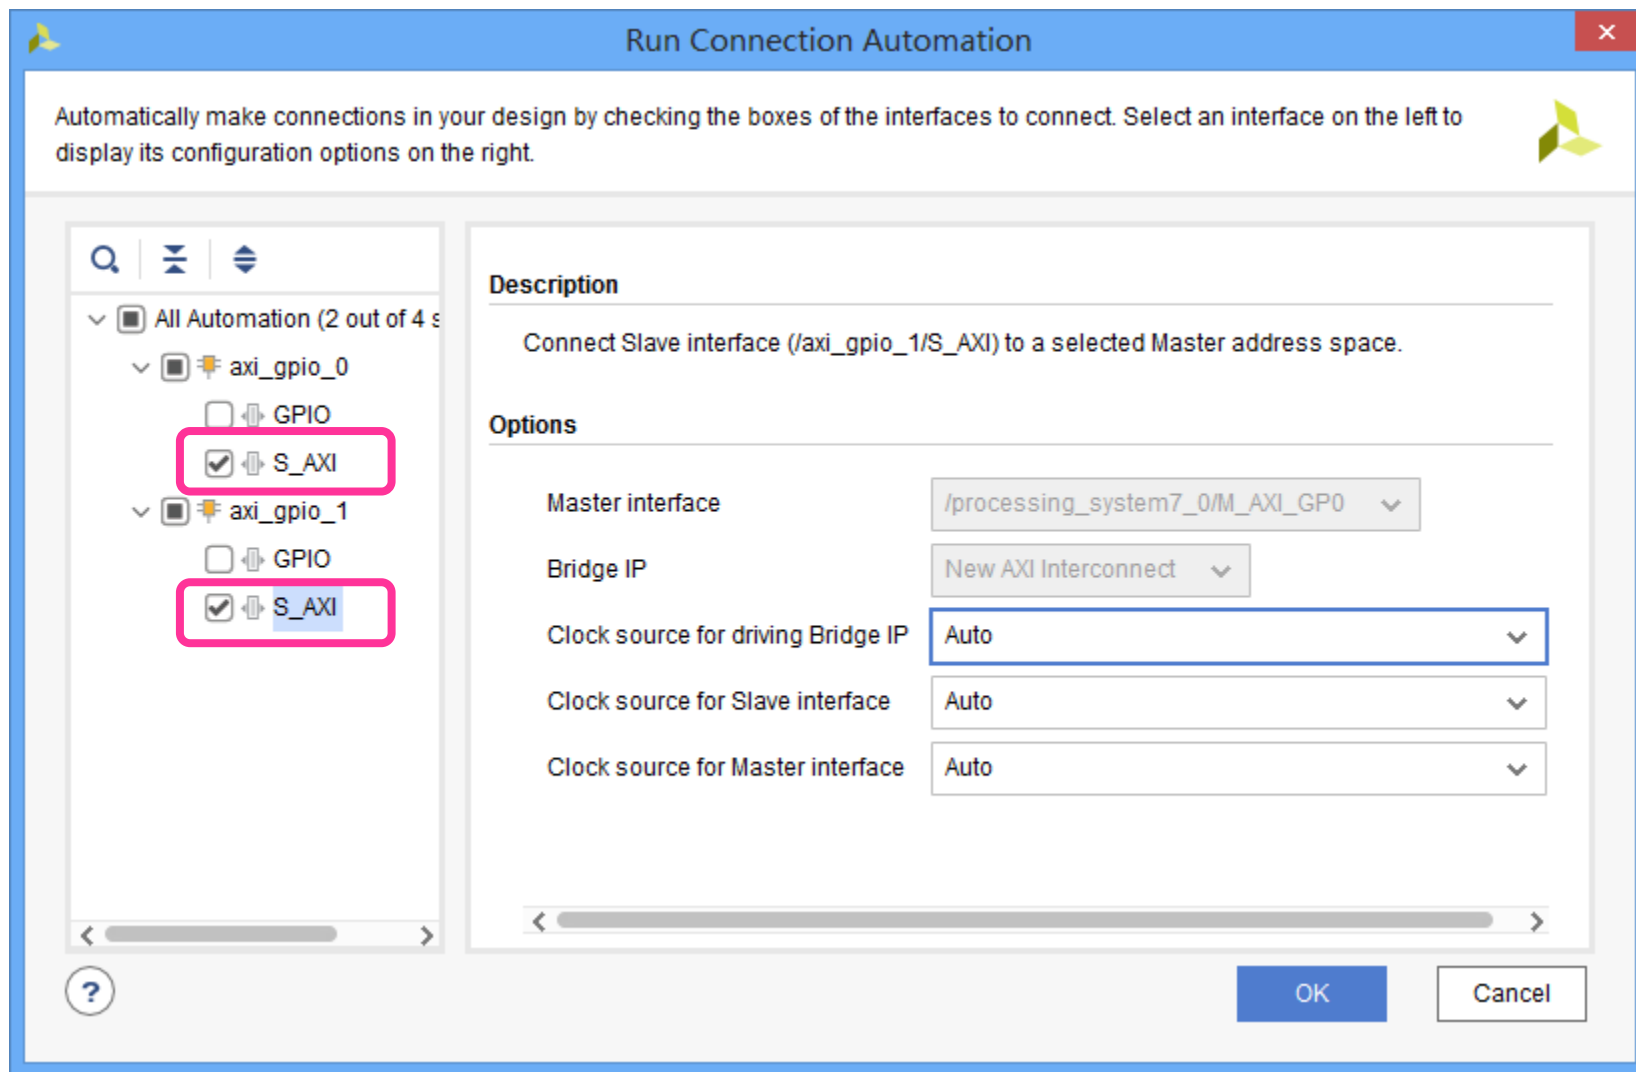 Run Connection Automation
Automatically make connections in your design by checking the boxes of the interfaces to connect. Select an interface on the left to
display its configuration options on the right.
All Automation (2 out of 4 s
axi_gpio_0
GPIO
S_AXI
axi_gpio_1
GPIO
S_AXI
Description
Connect Slave interface (/axi_gpio_1/S_AXI) to a selected Master address space.
Options
Master interface /processing_system7_0/M_AXI_GP0
Bridge IP New AXI Interconnect
Clock source for driving Bridge IP Auto
Clock source for Slave interface Auto
Clock source for Master interface Auto
? OK Cancel